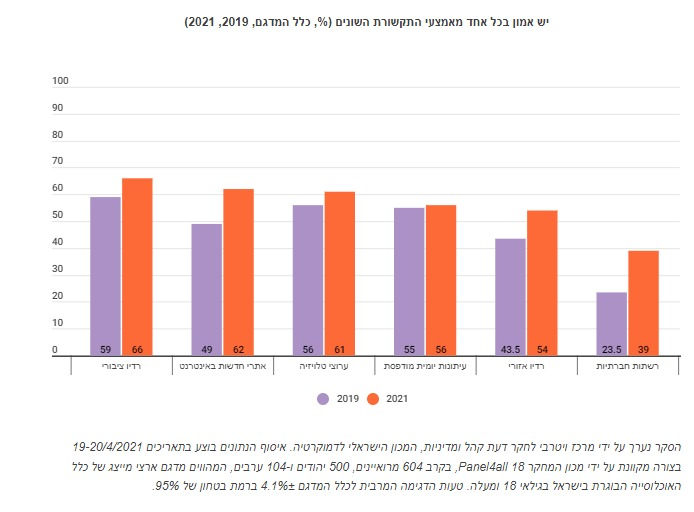 יש אמון בכל אחד מאמצעי התקשורת השונים (%, כלל המדגם, 2019, 2021)
100
90
80
70
60
50
40
30
20
10
0
59 66 49 62 56 61 55 56 43.5 54 23.5 39
רדיו ציבורי אתרי חדשות באינטרנט ערוצי טלויזיה עיתונות יומית מודפסת רדיו אזורי רשתות חברתיות
2019 2021
הסקר נערך על ידי מרכז ויטרבי לחקר דעת קהל ומדיניות, המכון הישראלי לדמוקרטיה. איסוף הנתונים בוצע בתאריכים 19-20/4/2021
בצורה מקוונת על ידי מכון המחקר Panel4all 18, בקרב 604 מרואיינים, 500 יהודים ו-104 ערבים, המהווים מדגם ארצי מייצג של כלל
האוכלוסייה הבוגרת בישראל בגילאי 18 ומעלה. טעות הדגימה המרבית לכלל המדגם ±4.1% ברמת בטחון של 95%.